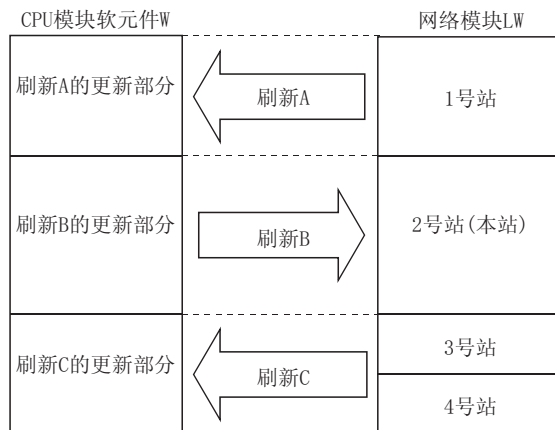 CPU模块软元件W
网络模块LW
刷新A的更新部分
刷新A
1号站
刷新B的更新部分
刷新B
2号站(本站)
刷新C的更新部分
刷新C
3号站
4号站